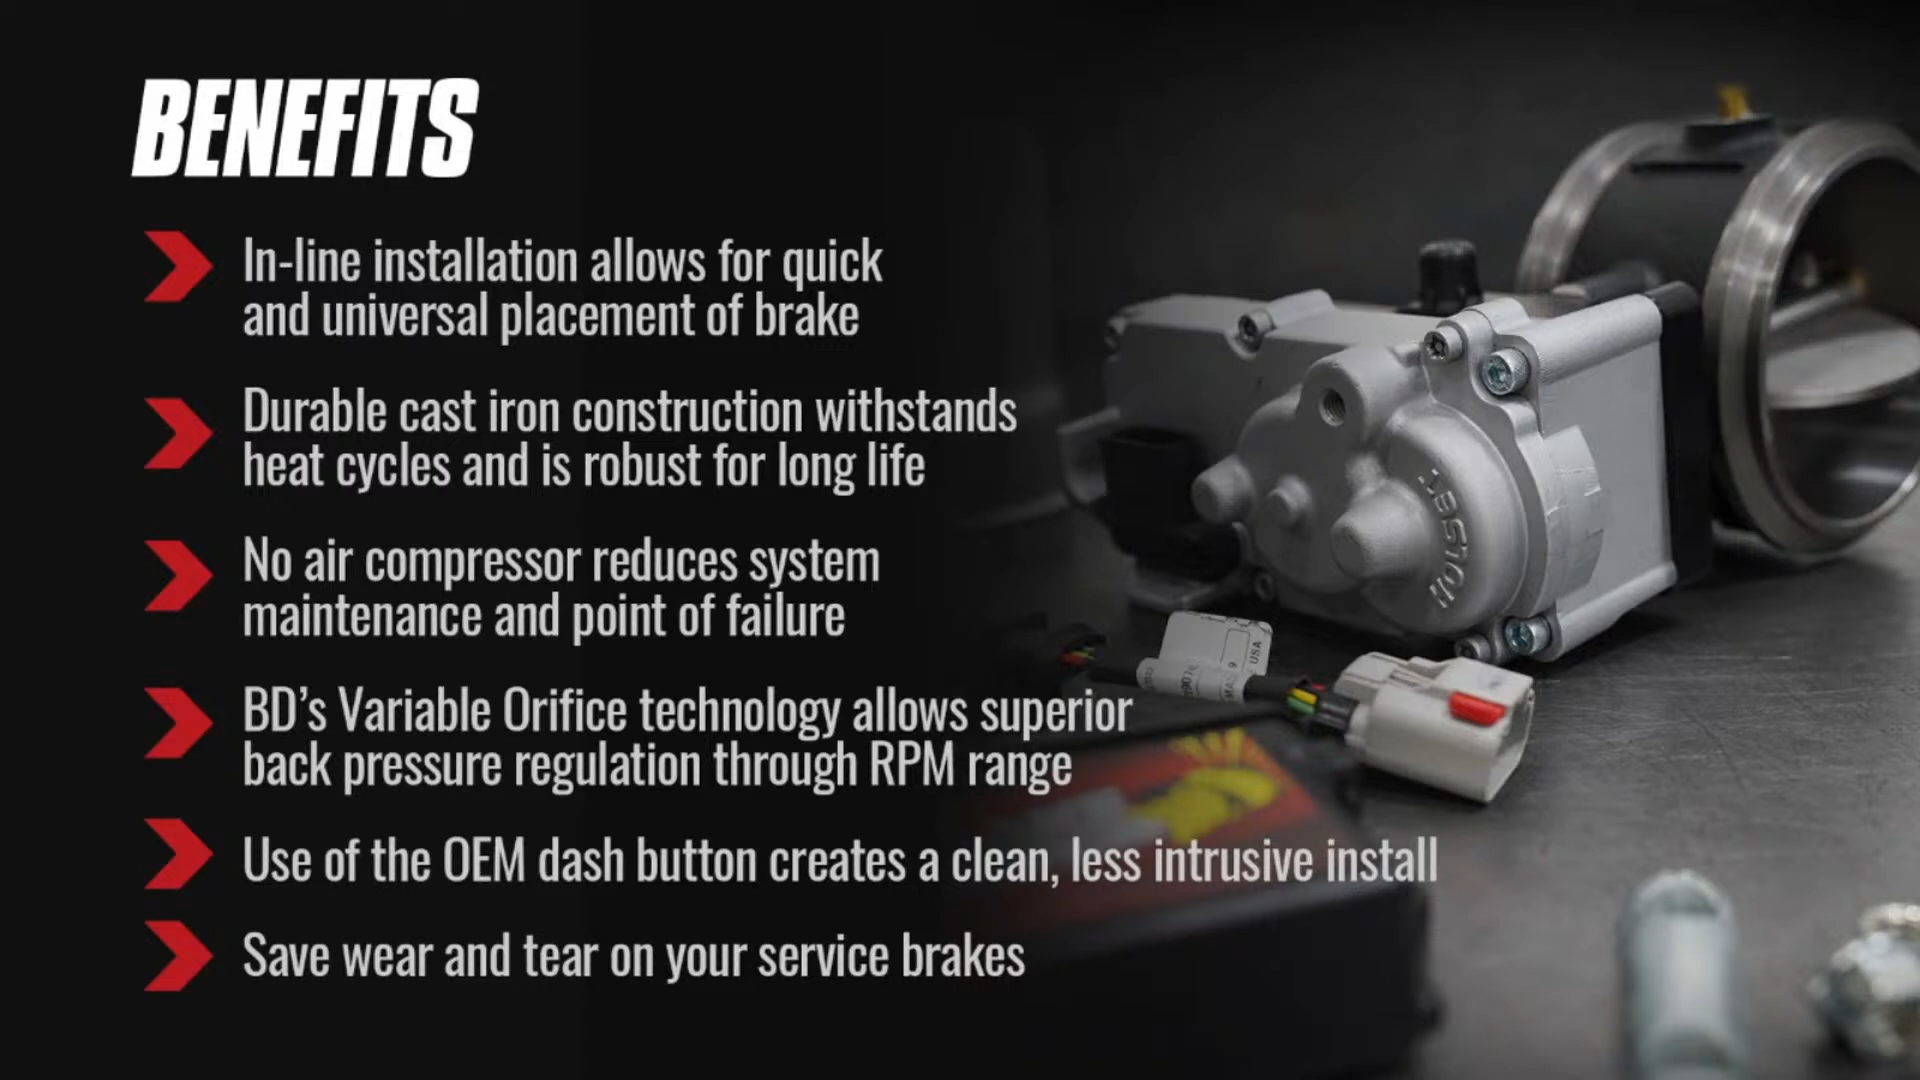 BENEFITS
In-line installation allows for quick
and universal placement of brake
Durable cast iron construction withstands
heat cycles and is robust for long life
No air compressor reduces system
maintenance and point of failure
BD's Variable Orifice technology allows superior
back pressure regulation through RPM range
Use of the OEM dash button creates a clean, less intrusive install
Save wear and tear on your service brakes
HOLSET
USA